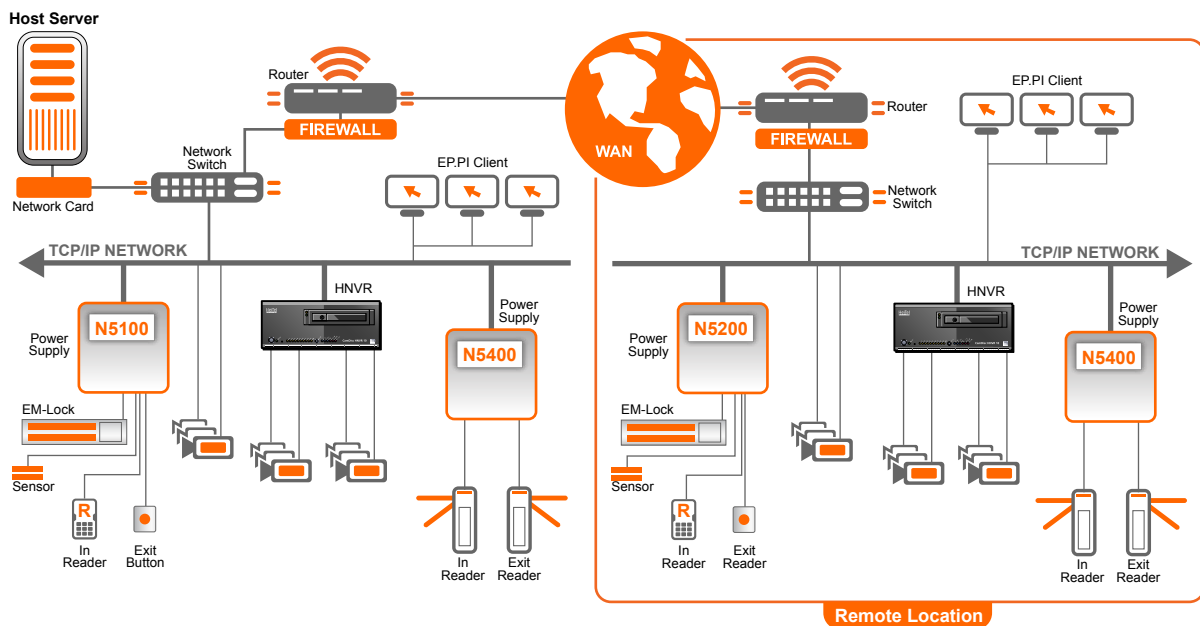 Host Server
Router
FIREWALL
Network
Switch
Network Card
EP.PI Client
WAN
Router
FIREWALL
EP.PI Client
Network
Switch
TCP/IP NETWORK
TCP/IP NETWORK
N5100
Power
Supply
HNVR
Power
Supply
N5400
EM-Lock
Sensor
R
In
Reader
Exit
Button
In
Reader
Exit
Reader
N5200
Power
Supply
HNVR
Power
Supply
N5400
EM-Lock
Sensor
R
In
Reader
Exit
Reader
In
Reader
Exit
Reader
Remote Location